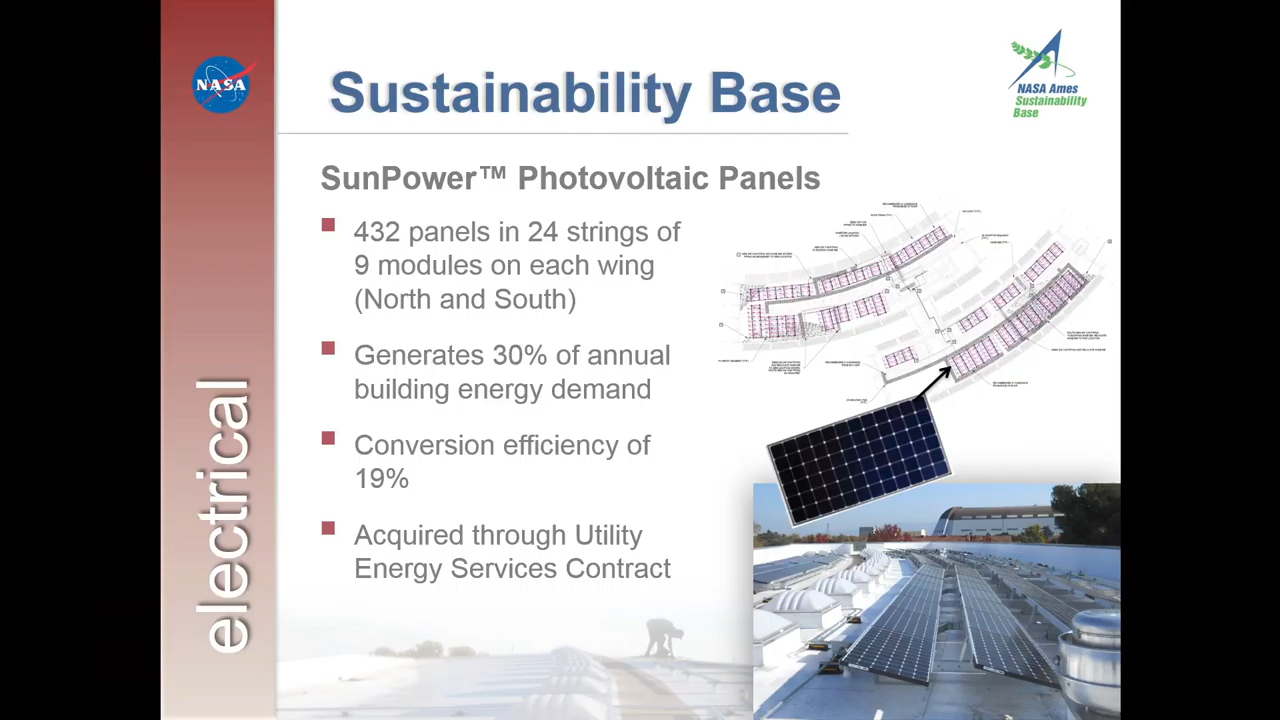 NASA
Sustainability Base
NASA Ames
Sustainability
Base
SunPower™ Photovoltaic Panels
432 panels in 24 strings of
9 modules on each wing
(North and South)
Generates 30% of annual
building energy demand
Conversion efficiency of
19%
Acquired through Utility
Energy Services Contract
electrical